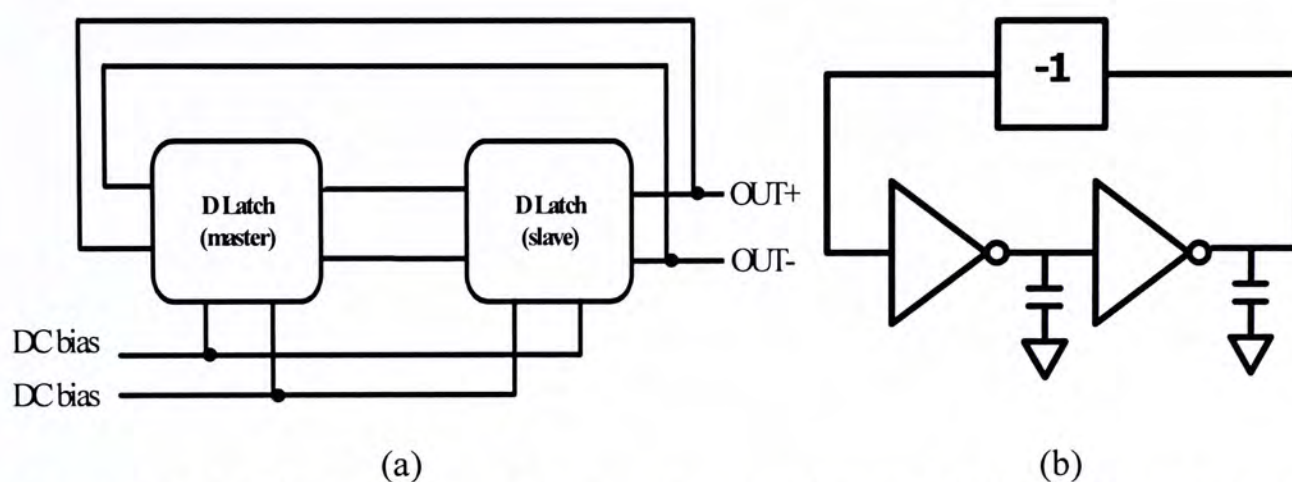 D Latch
(master)
D Latch
(slave)
OUT+
OUT-
DC bias
DC bias
(a)
-1
(b)